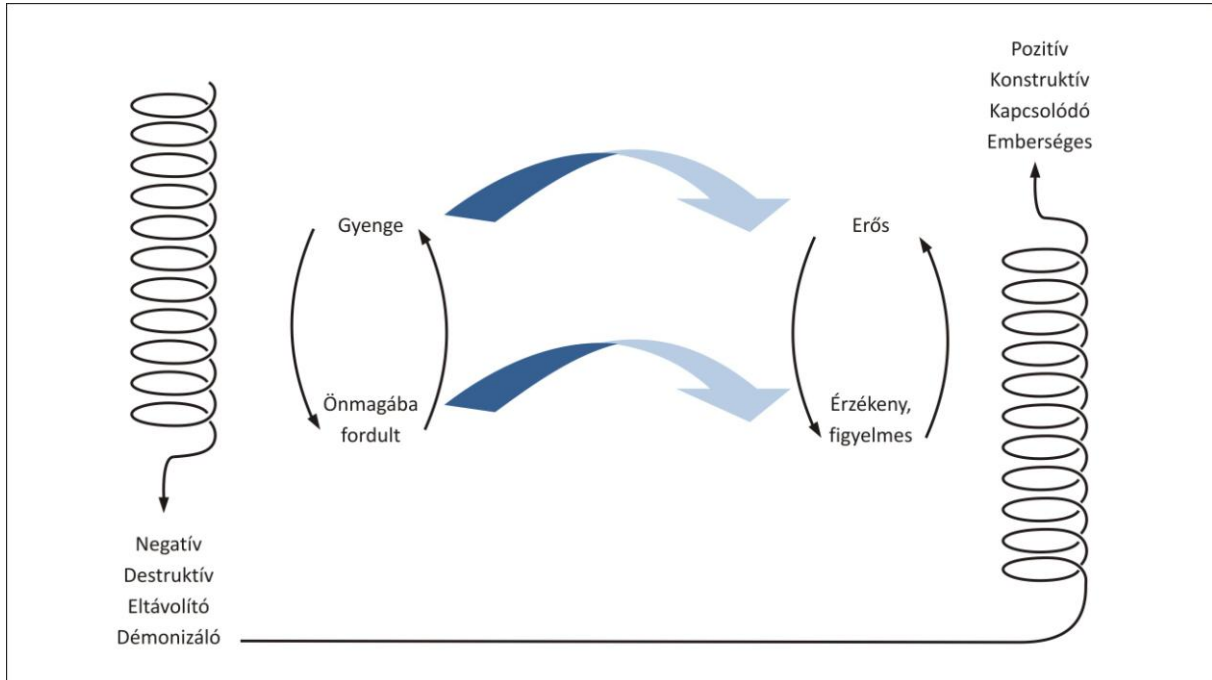 Pozitív
Konstruktív
Kapcsolódó
Emberséges
Gyenge
Erős
Önmagába
fordult
Érzékeny,
figyelmes
Negatív
Destruktív
Eltávolító
Démonizáló